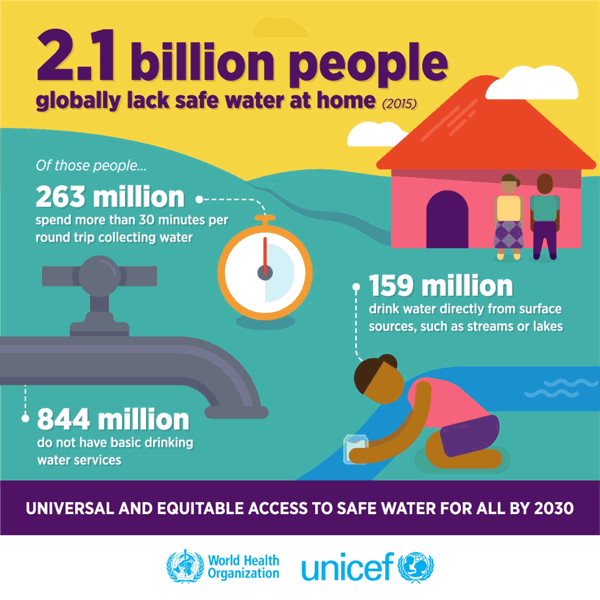 2.1 billion people
globally lack safe water at home (2015)
Of those people...
263 million
spend more than 30 minutes per
round trip collecting water
159 million
drink water directly from surface
sources, such as streams or lakes
844 million
do not have basic drinking
water services
UNIVERSAL AND EQUITABLE ACCESS TO SAFE WATER FOR ALL BY 2030
World Health
Organization
unicef